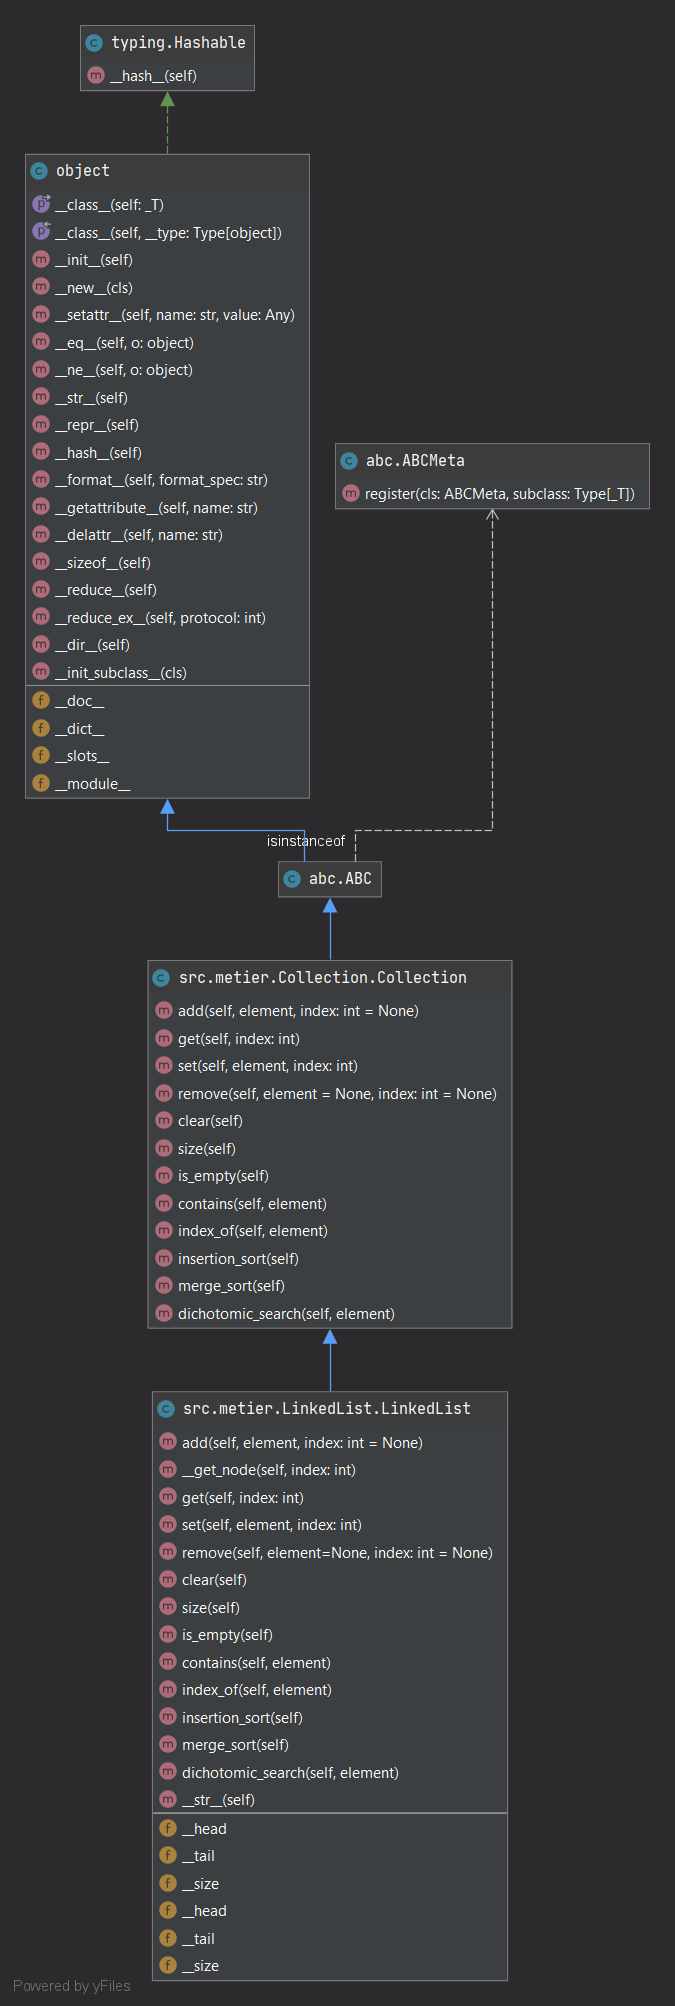 typing.Hashable
__hash__(self)
object
__class__(self: _T)
__class__(self, __type: Type[object])
__init__(self)
__new__(cls)
__setattr__(self, name: str, value: Any)
__eq__(self, o: object)
__ne__(self, o: object)
__str__(self)
__repr__(self)
__hash__(self)
__format__(self, format_spec: str)
__getattribute__(self, name: str)
__delattr__(self, name: str)
__sizeof__(self)
__reduce__(self)
__reduce_ex__(self, protocol: int)
__dir__(self)
__init_subclass__(cls)
__doc__
__dict__
__slots__
__module__
abc.ABCMeta
register(cls: ABCMeta, subclass: Type[_T])
isinstanceof
abc.ABC
src.metier.Collection.Collection
add(self, element, index: int = None)
get(self, index: int)
set(self, element, index: int)
remove(self, element = None, index: int = None)
clear(self)
size(self)
is_empty(self)
contains(self, element)
index_of(self, element)
insertion_sort(self)
merge_sort(self)
dichotomic_search(self, element)
src.metier.LinkedList.LinkedList
add(self, element, index: int = None)
__get_node(self, index: int)
get(self, index: int)
set(self, element, index: int)
remove(self, element=None, index: int = None)
clear(self)
size(self)
is_empty(self)
contains(self, element)
index_of(self, element)
insertion_sort(self)
merge_sort(self)
dichotomic_search(self, element)
__str__(self)
__head
__tail
__size
__head
__tail
__size
Powered by yFiles